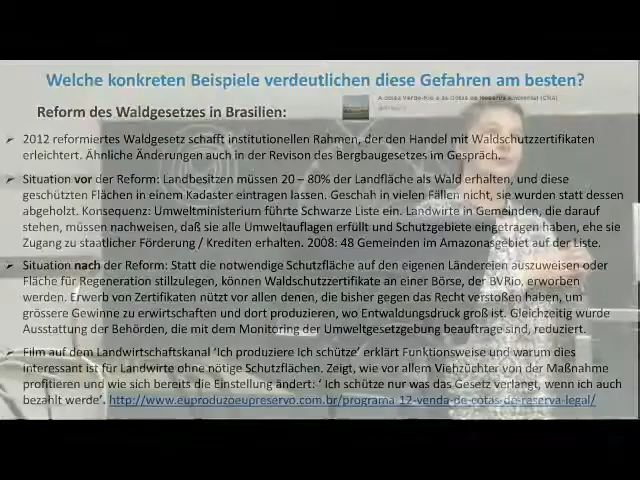 Welche konkreten Beispiele verdeutlichen diese Gefahren am besten?
Reform des Waldgesetzes in Brasilien:
➢ 2012 reformiertes Waldgesetz schafft institutionellen Rahmen, der den Handel mit Waldschutzzertifikaten
erleichtert. Ähnliche Änderungen auch in der Revison des Bergbaugesetzes im Gespräch.
➢ Situation vor der Reform: Landbesitzen müssen 20 – 80% der Landfläche als Wald erhalten, und diese
geschützten Flächen in einem Kadaster eintragen lassen. Geschah in vielen Fällen nicht, sie wurden statt dessen
abgeholzt. Konsequenz: Umweltministerium führte Schwarze Liste ein. Landwirte in Gemeinden, die darauf
stehen, müssen nachweisen, daß sie alle Umweltauflagen erfüllt und Schutzgebiete eingetragen haben, ehe sie
Zugang zu staatlicher Förderung / Krediten erhalten. 2008: 48 Gemeinden im Amazonasgebiet auf der Liste.
➢ Situation nach der Reform: Statt die notwendige Schutzfläche auf den eigenen Ländereien auszuweisen oder
Fläche für Regeneration stillzulegen, können Waldschutzzertifikate an einer Börse, der BVRio, erworben
werden. Erwerb von Zertifikaten nützt vor allen denen, die bisher gegen das Recht verstoßen haben, um
grössere Gewinne zu erwirtschaften und dort produzieren, wo Entwaldungsdruck groß ist. Gleichzeitig wurde
Ausstattung der Behörden, die mit dem Monitoring der Umweltgesetzgebung beauftragt sind, reduziert.
➢ Film auf dem Landwirtschaftskanal ‘Ich produziere Ich schütze’ erklärt Funktionsweise und warum dies
interessant ist für Landwirte ohne nötige Schutzflächen. Zeigt, wie vor allem Viehzüchter von der Maßnahme
profitieren und wie sich bereits die Einstellung ändert: ‘ Ich schütze nur was das Gesetz verlangt, wenn ich auch
bezahlt werde’. http://www.euproduzoeupreservo.com.br/programa-12-venda-de-cotas-de-reserva-legal/